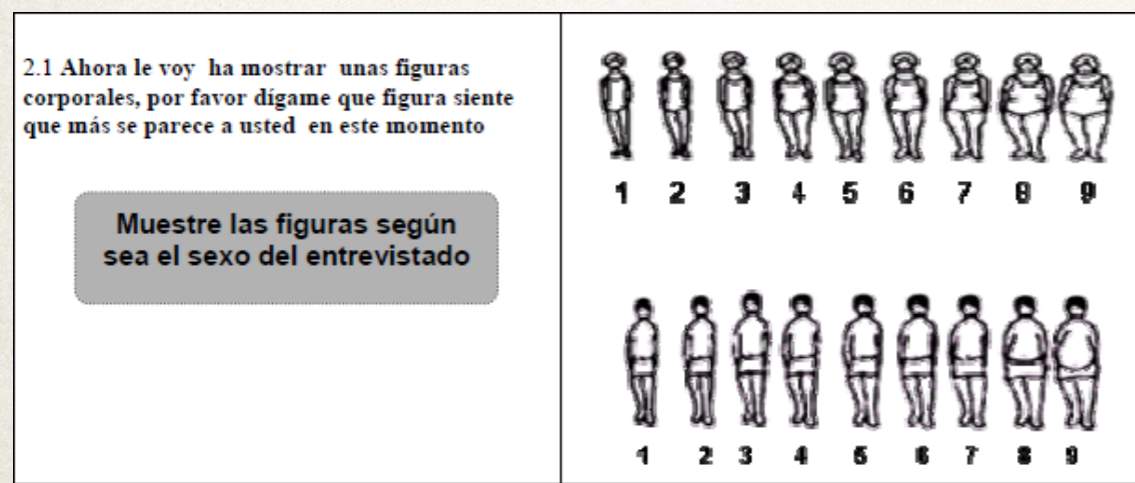 2.1 Ahora le voy ha mostrar unas figuras
corporales, por favor dígame que figura siente
que más se parece a usted en este momento
Muestre las figuras según
sea el sexo del entrevistado
1 2 3 4 5 6 7 8 9
1 2 3 4 5 6 7 8 9